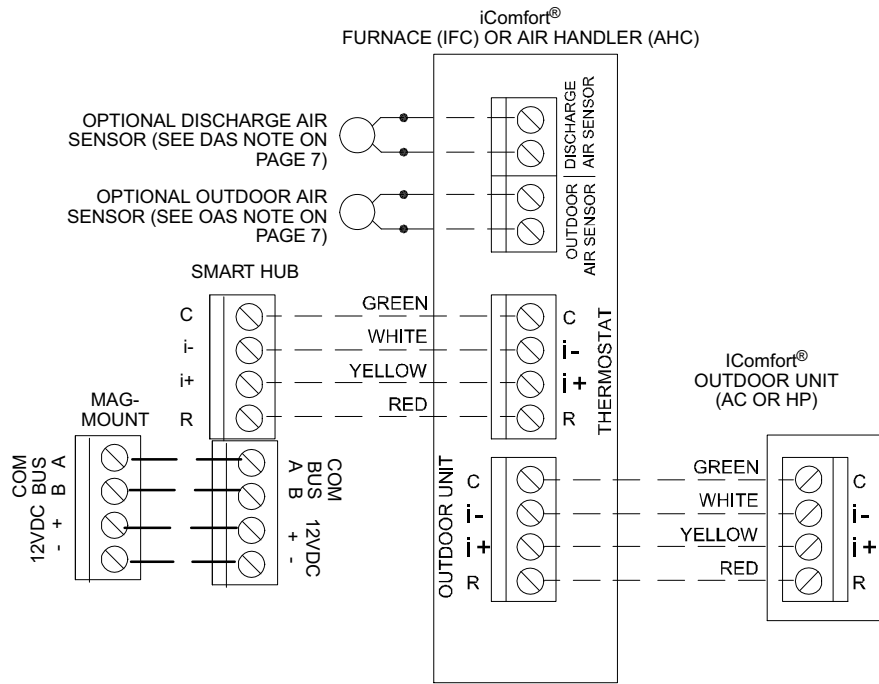 iComfort®
FURNACE (IFC) OR AIR HANDLER (AHC)
OPTIONAL DISCHARGE AIR
SENSOR (SEE DAS NOTE ON
PAGE 7)
DISCHARGE
AIR SENSOR
OPTIONAL OUTDOOR AIR
SENSOR (SEE OAS NOTE ON
PAGE 7)
OUTDOOR
AIR SENSOR
SMART HUB
C
i-
i+
R
GREEN
WHITE
YELLOW
RED
C
i-
i+
R
THERMOSTAT
MAG-
MOUNT
COM
BUS
A
B
12VDC
+
-
COM
BUS
A
B
12VDC
+
-
OUTDOOR UNIT
C
i-
i+
R
GREEN
WHITE
YELLOW
RED
IComfort®
OUTDOOR UNIT
(AC OR HP)
C
i-
i+
R